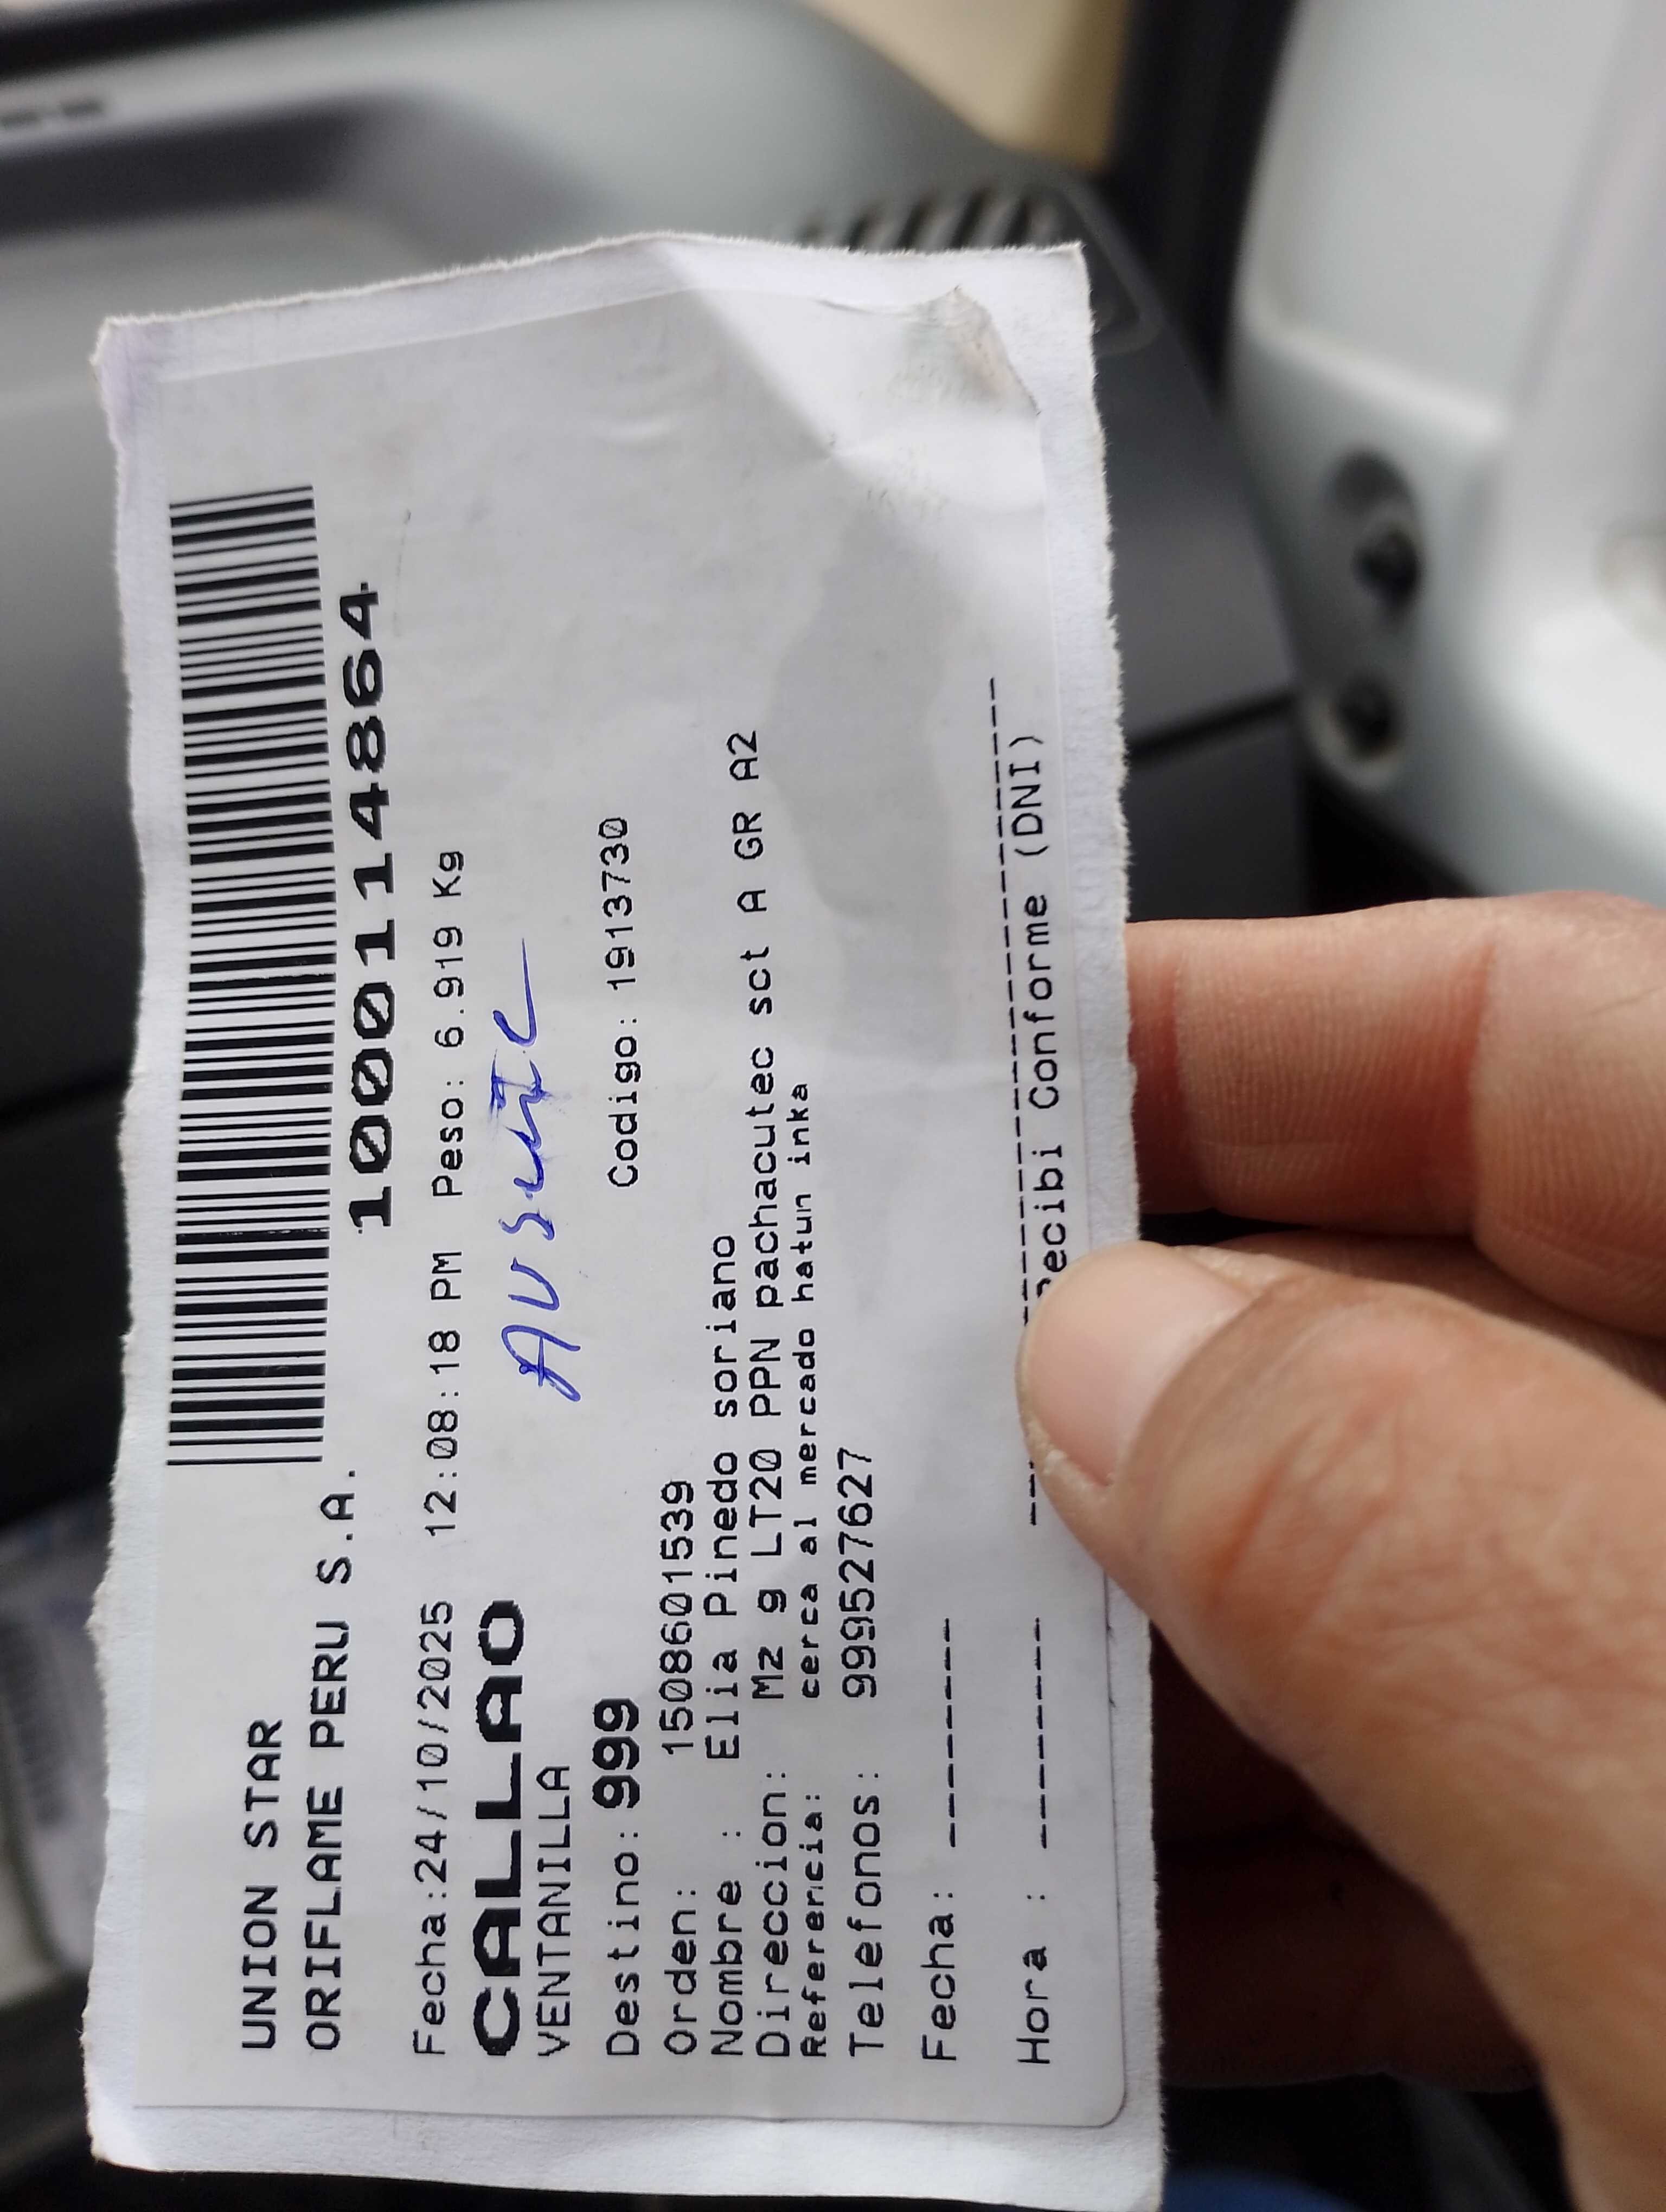 UNION STAR
ORIFLAME PERU S.A.
10001114864
Fecha:24/10/2025 12:08:18 PM Peso: 6.919 Kg
CALLAO
VENTANILLA
Destino: 999 Codigo: 1913730
Orden: 1508601539
Nombre : Elia Pinedo soriano
Direccion: Mz g LT20 PPN pachacutec sct A GR A2
Referencia: cerca al mercado hatun inka
Telefonos: 999527627
Fecha: --------
Hora : --------
Conforme (DNI)